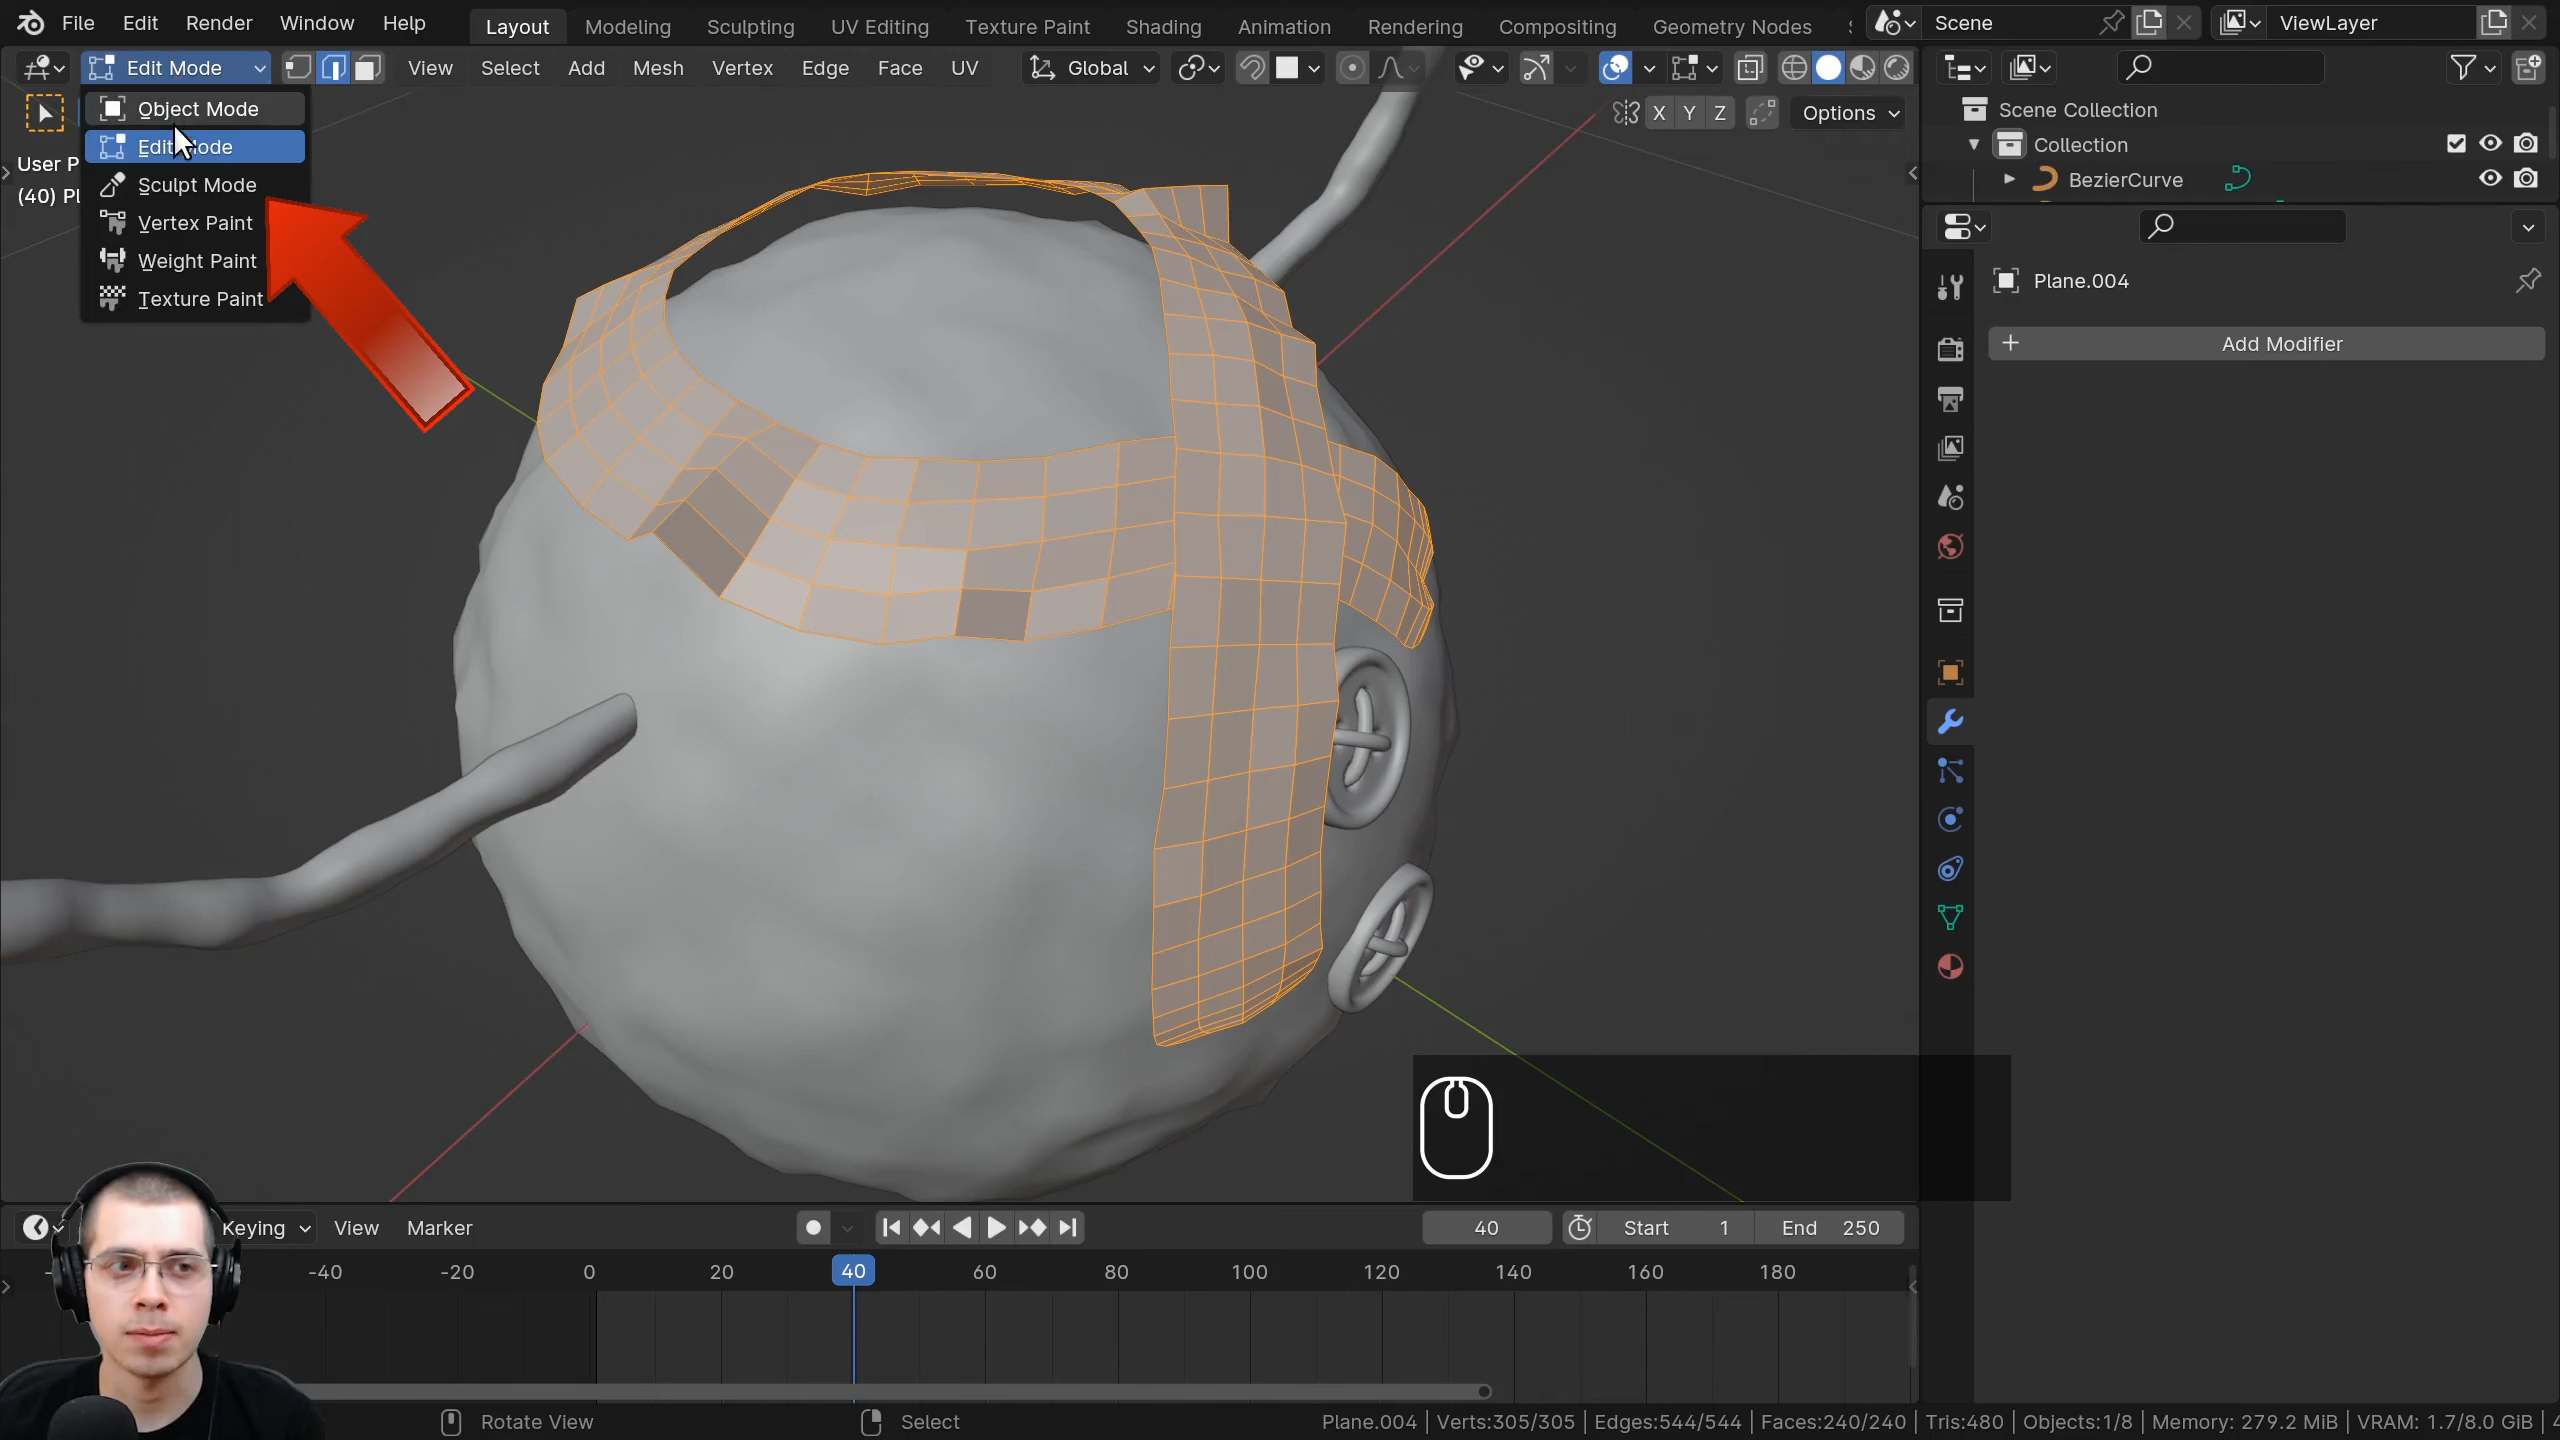 File Edit Render Window Help Layout Modeling Sculpting UV Editing Texture Paint Shading Animation Rendering Compositing Geometry Nodes Scene ViewLayer
Edit Mode View Select Add Mesh Vertex Edge Face UV Global
Object Mode
Edit Mode
Sculpt Mode
Vertex Paint
Weight Paint
Texture Paint
User P
(40) Pl
X Y Z Options
Scene Collection
Collection
BezierCurve
Plane.004
+ Add Modifier
Keying View Marker 40 Start 1 End 250
-40 -20 0 20 40 60 80 100 120 140 160 180
Rotate View Select Plane.004 | Verts:305/305 | Edges:544/544 | Faces:240/240 | Tris:480 | Objects:1/8 | Memory: 279.2 MiB | VRAM: 1.7/8.0 GiB | 4